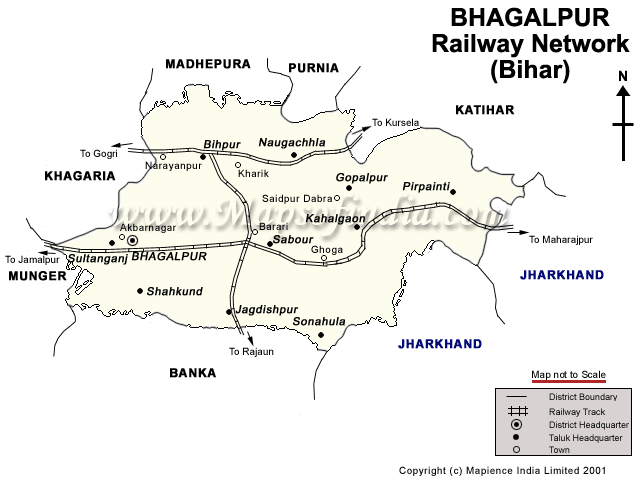 BHAGALPUR
Railway Network
(Bihar)
N
MADHEPURA
PURNIA
KATIHAR
To Kursela
To Gogri
Bihpur
Naugachhla
Narayanpur
Kharik
KHAGARIA
Gopalpur
Pirpainti
Saidpur Dabra
www.Mapsofindia.com
Kahalgaon
Akbarnagar
Barari
Sabour
Ghoga
To Maharajpur
To Jamalpur
Sultanganj
BHAGALPUR
MUNGER
JHARKHAND
Shahkund
Jagdishpur
Sonahula
To Rajaun
JHARKHAND
BANKA
Map not to Scale
District Boundary
Railway Track
District Headquarter
Taluk Headquarter
Town
Copyright (c) Mapience India Limited 2001